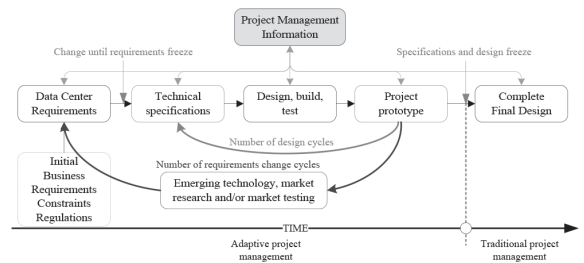 Project Management
Information
Change until requirements freeze
Specifications and design freeze
Data Center
Requirements
Technical
specifications
Design, build,
test
Project
prototype
Complete
Final Design
Number of design cycles
Number of requirements change cycles
Initial
Business
Requirements
Constraints
Regulations
Emerging technology, market
research and/or market testing
TIME
Adaptive project
management
Traditional project
management